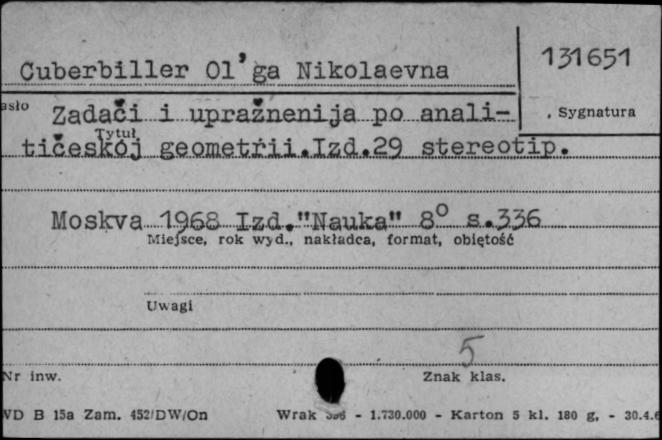 131651
Cuberbiller Ol'ga Nikolaevna
asło Zadači i upražnenija po anali-
. Sygnatura
Tytuł
tičeskoj geometrii.Izd.29 stereotip.
Moskva 1968 Izd."Nauka" 8° s.336
Miejsce, rok wyd., nakładca, format, objętość
Uwagi
5
Nr inw.
Znak klas.
VD B 15a Zam. 452/DW/On Wrak - 1.730.000 - Karton 5 kl. 180 g. - 30.4.6